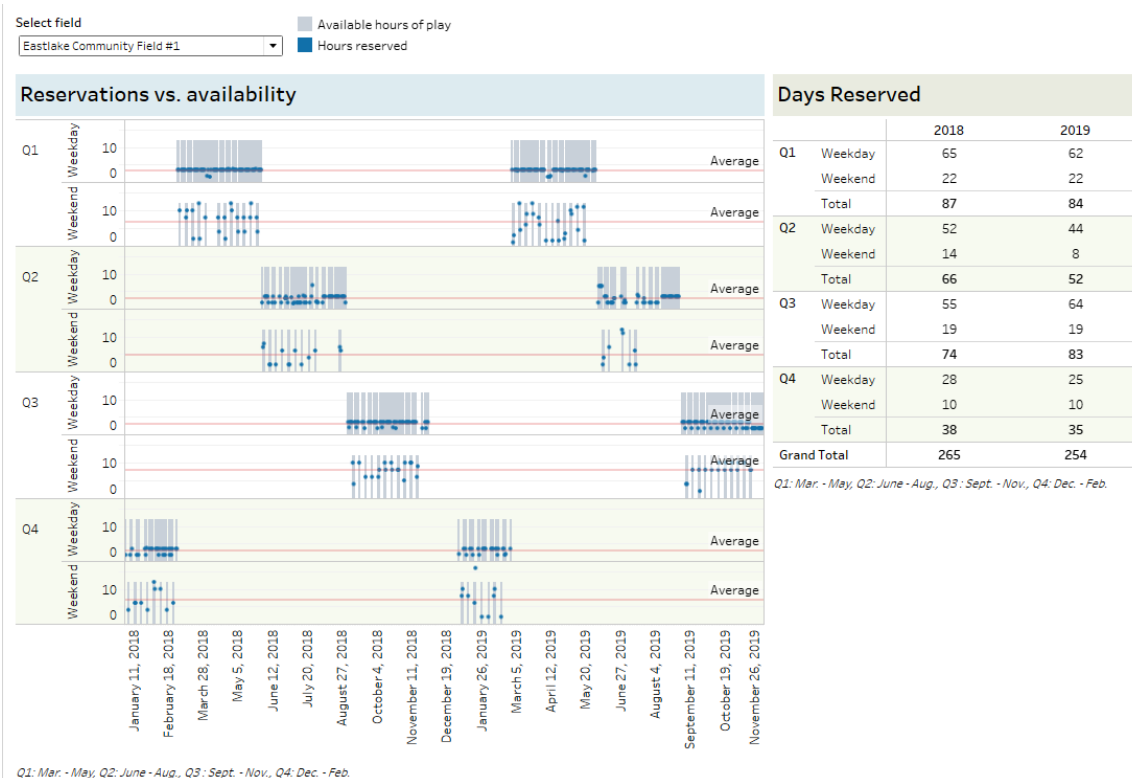 Select field
Eastlake Community Field #1
Available hours of play
Hours reserved
Reservations vs. availability
Q1
Weekday
10
0
Average
Weekend
10
0
Average
Q2
Weekday
10
0
Average
Weekend
10
0
Average
Q3
Weekday
10
0
Average
Weekend
10
0
Average
Q4
Weekday
10
0
Average
Weekend
10
0
Average
January 11, 2018
February 18, 2018
March 28, 2018
May 5, 2018
June 12, 2018
July 20, 2018
August 27, 2018
October 4, 2018
November 11, 2018
December 19, 2018
January 26, 2019
March 5, 2019
April 12, 2019
May 20, 2019
June 27, 2019
August 4, 2019
September 11, 2019
October 19, 2019
November 26, 2019
Q1: Mar. - May, Q2: June - Aug., Q3 : Sept. - Nov., Q4: Dec. - Feb.
Days Reserved
2018 2019
Q1 Weekday 65 62
Weekend 22 22
Total 87 84
Q2 Weekday 52 44
Weekend 14 8
Total 66 52
Q3 Weekday 55 64
Weekend 19 19
Total 74 83
Q4 Weekday 28 25
Weekend 10 10
Total 38 35
Grand Total 265 254
Q1: Mar. - May, Q2: June - Aug., Q3 : Sept. - Nov., Q4: Dec. - Feb.